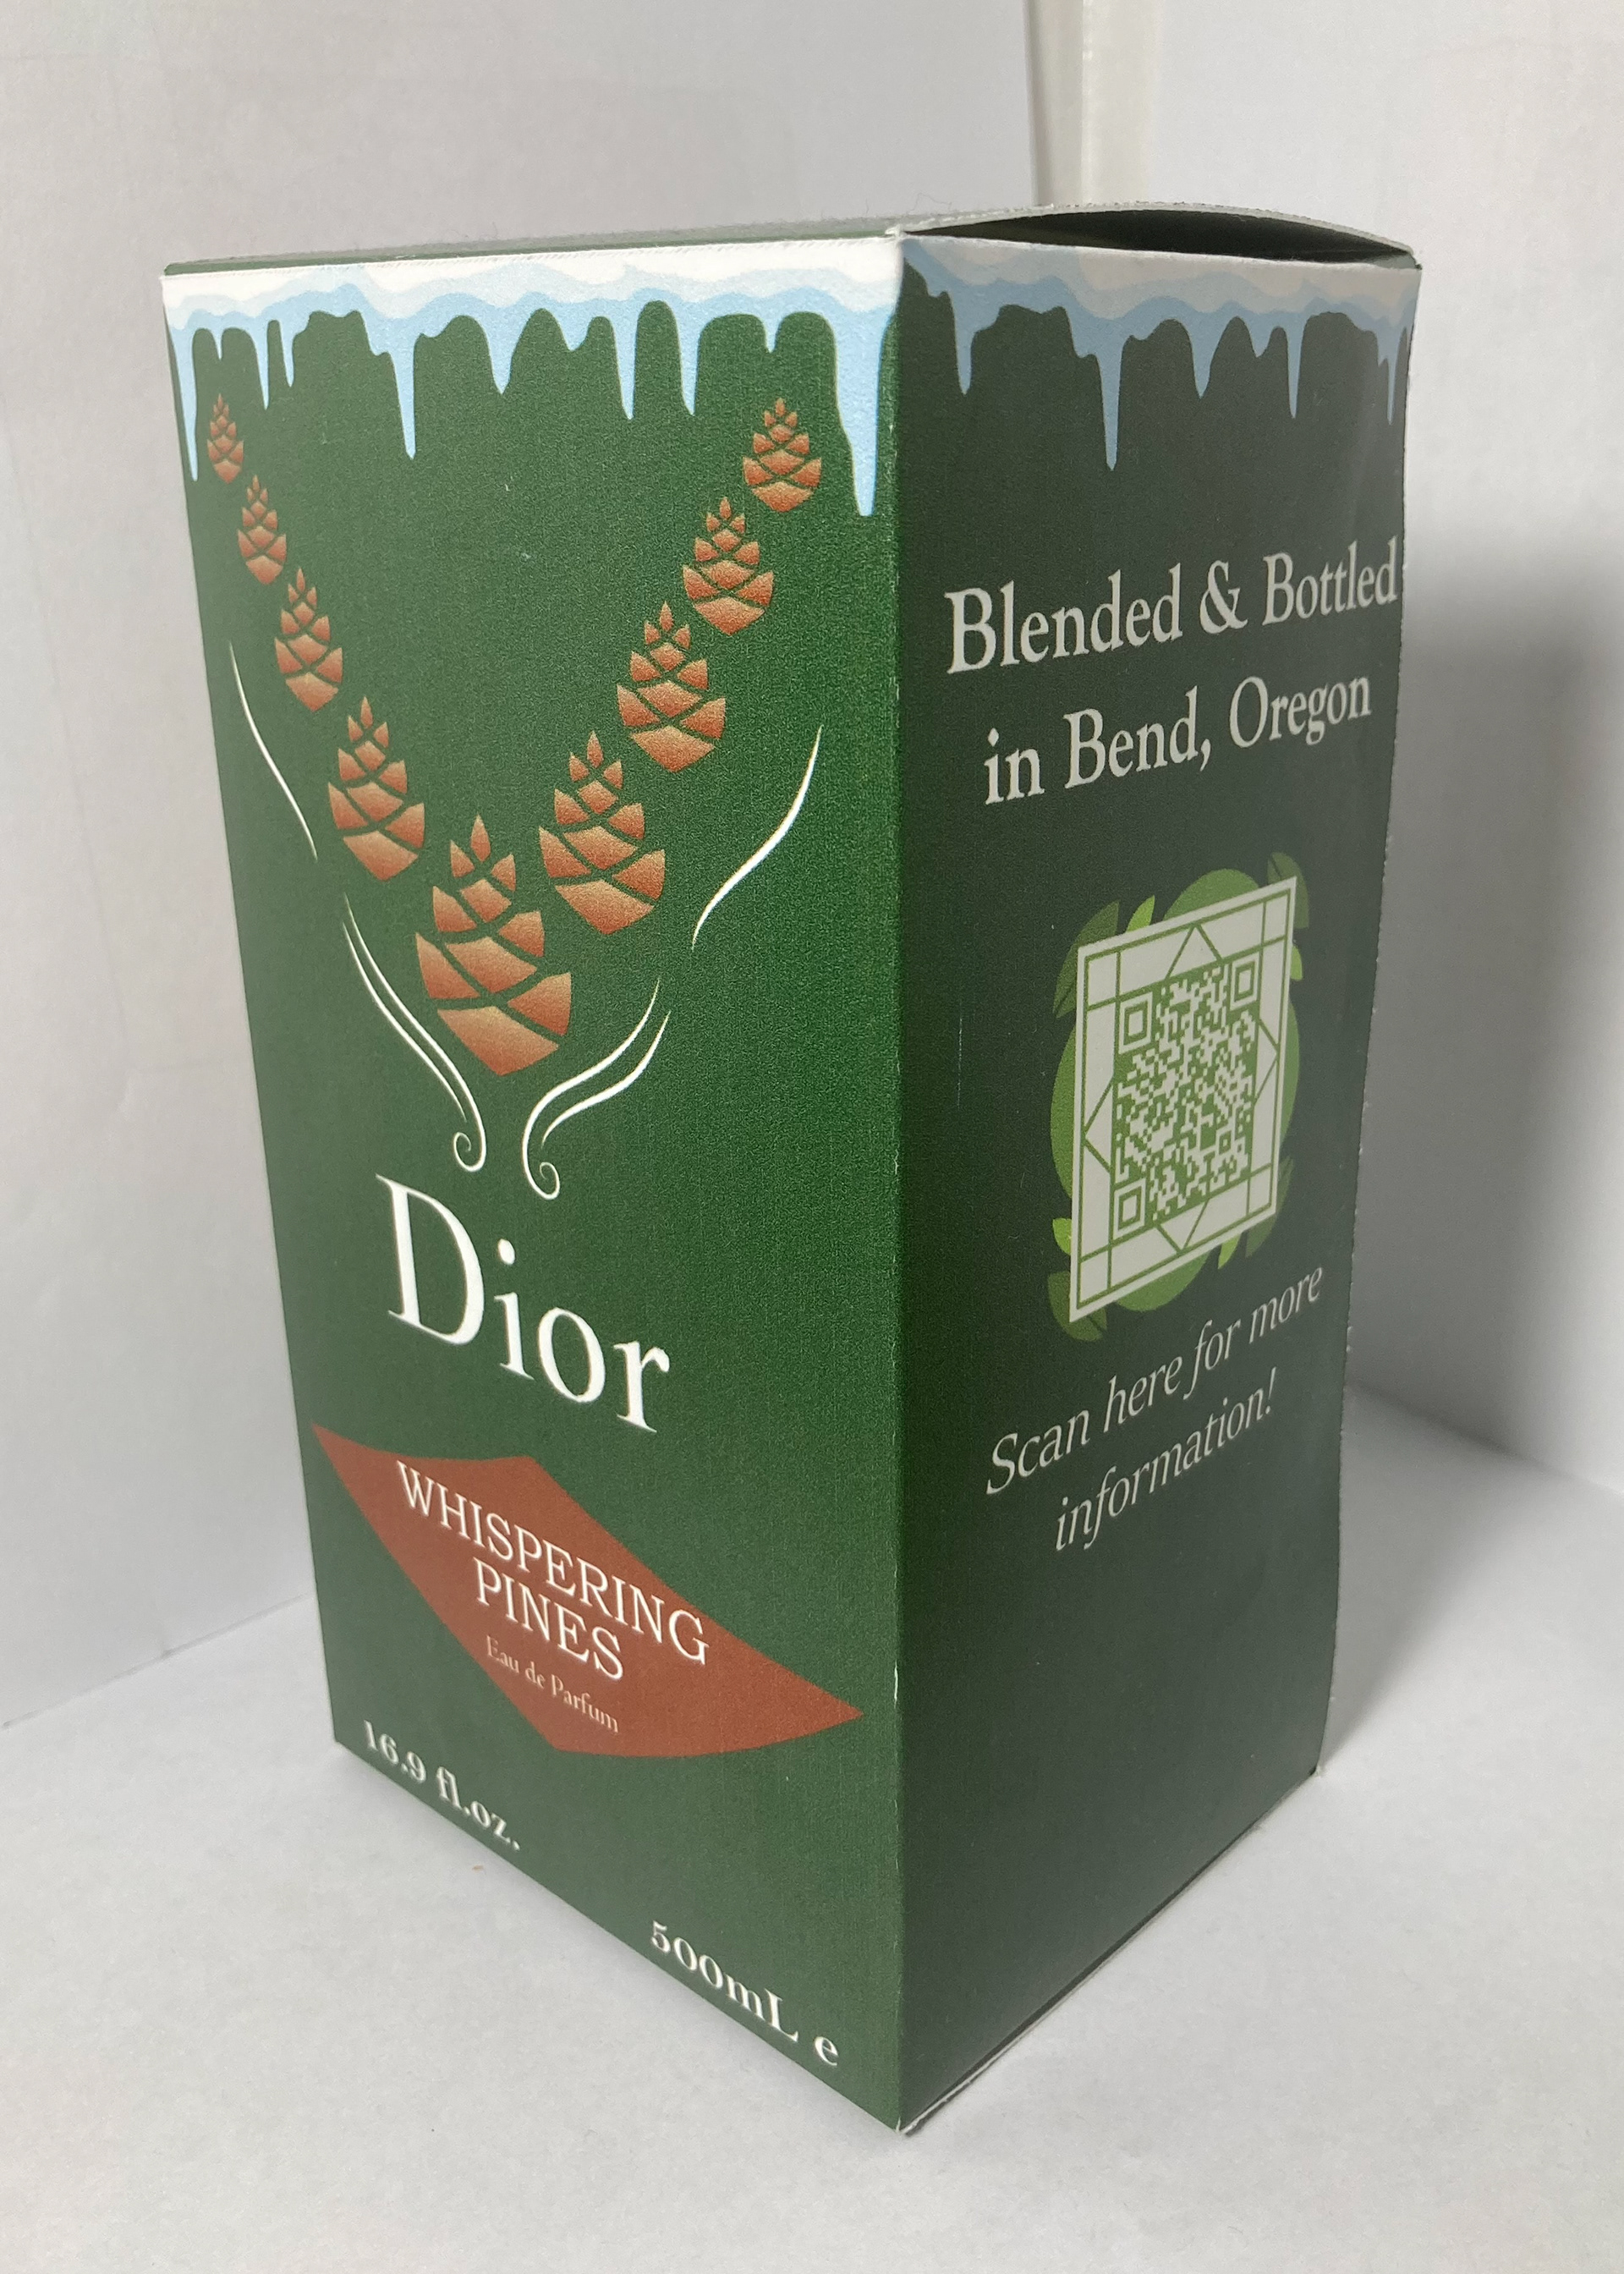 Dior
WHISPERING
PINES
Eau de Parfum
16.9 fl.oz.
500mL e
Blended & Bottled
in Bend, Oregon
Scan here for more
information!